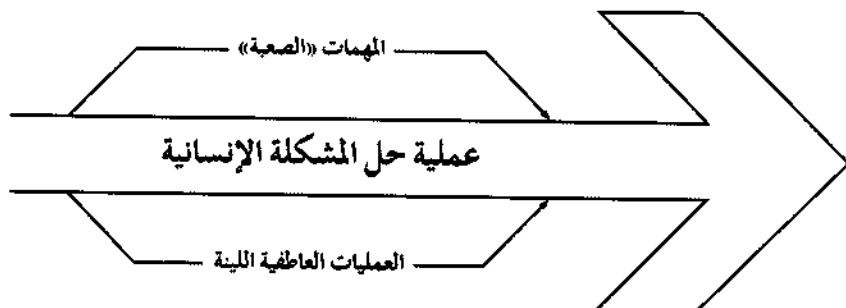 المهمات «الصعبة»
عملية حل المشكلة الإنسانية
العمليات العاطفية اللينة